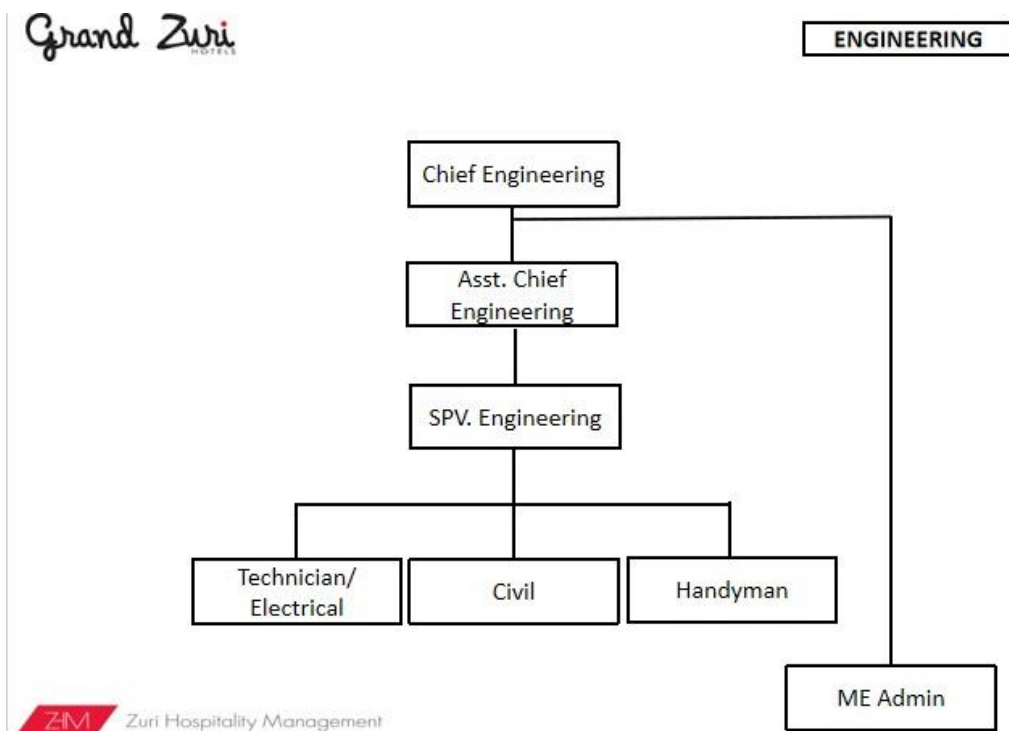 Grand Zuri
HOTELS
ENGINEERING
Chief Engineering
Asst. Chief
Engineering
SPV. Engineering
Technician/
Electrical
Civil
Handyman
ME Admin
ZHM Zuri Hospitality Management